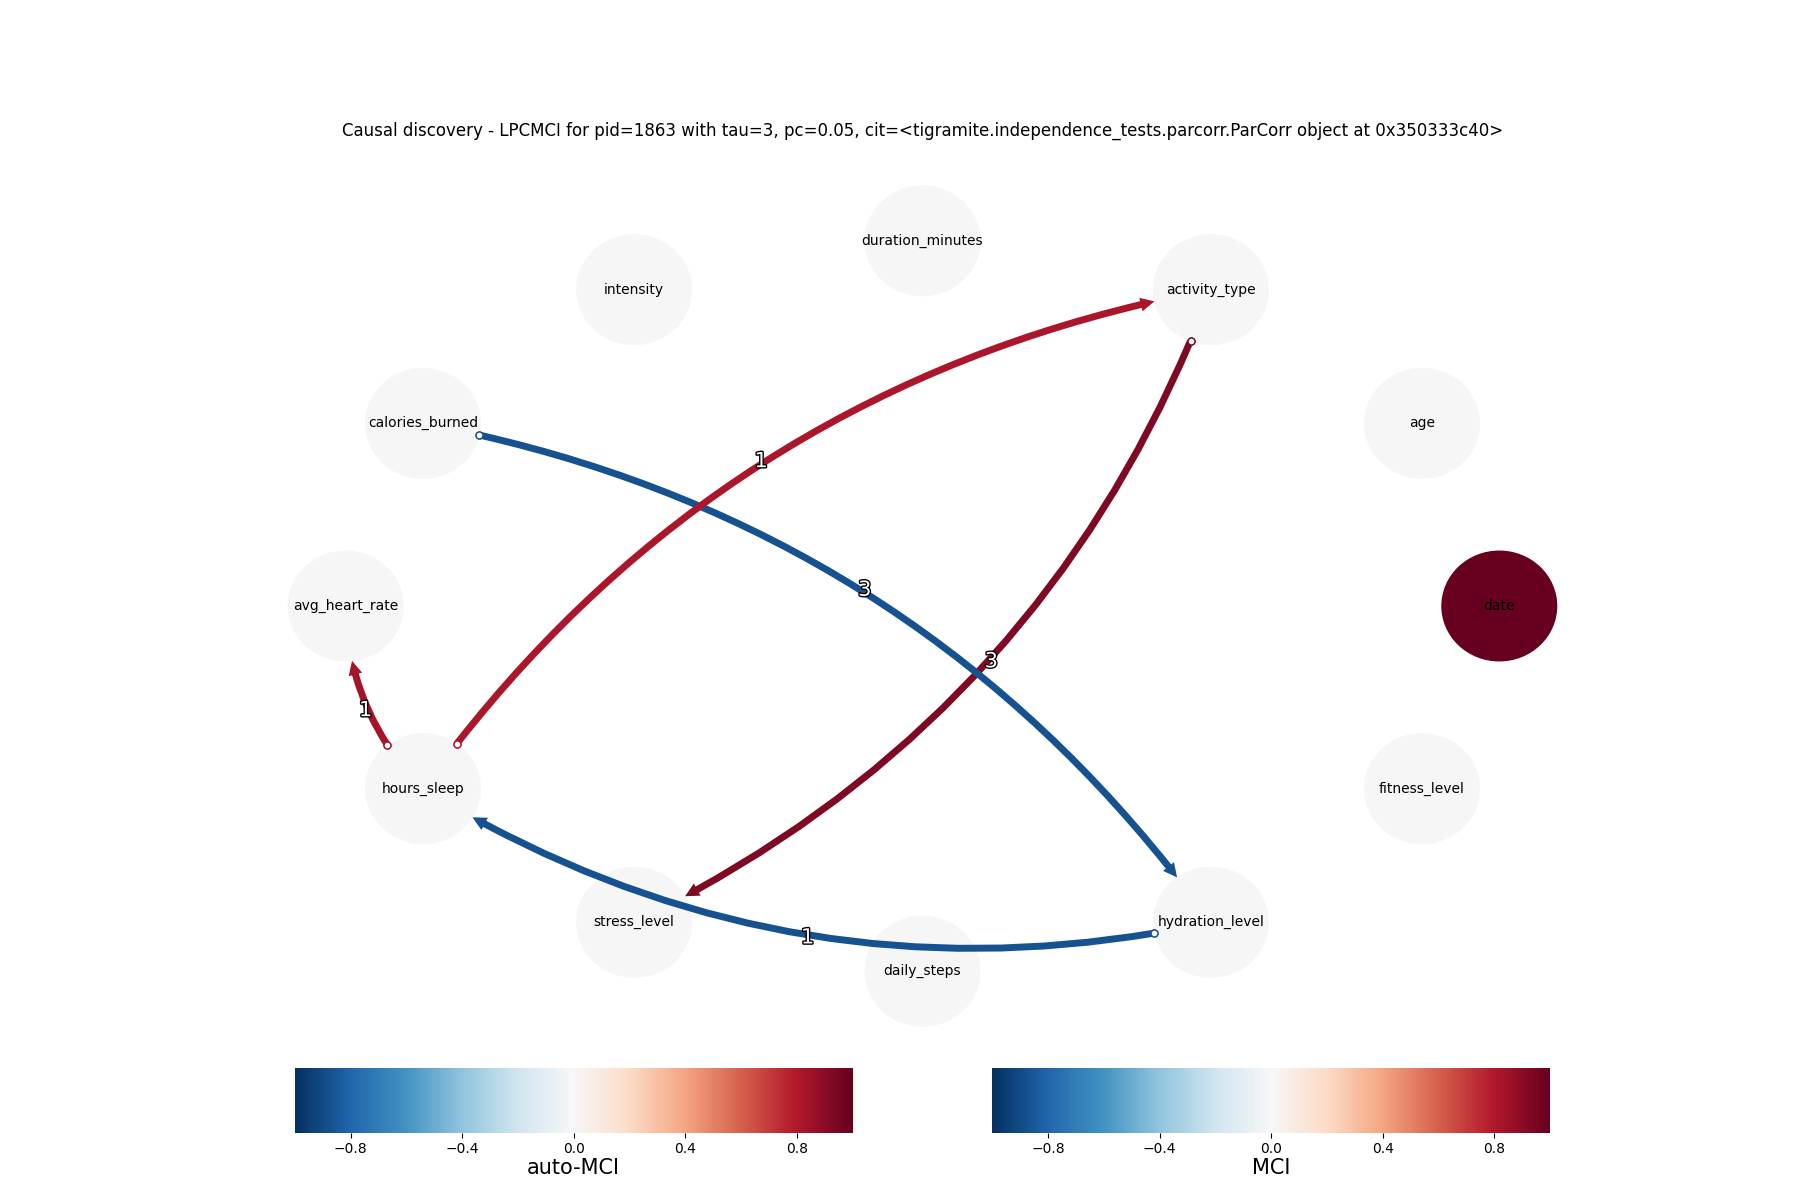 Causal discovery - LPCMCI for pid=1863 with tau=3, pc=0.05, cit=<tigramite.independence_tests.parcorr.ParCorr object at 0x350333c40>
duration_minutes
intensity
activity_type
calories_burned
age
1
3
avg_heart_rate
date
3
1
hours_sleep
fitness_level
stress_level
hydration_level
1
daily_steps
−0.8 −0.4 0.0 0.4 0.8
auto-MCI
−0.8 −0.4 0.0 0.4 0.8
MCI